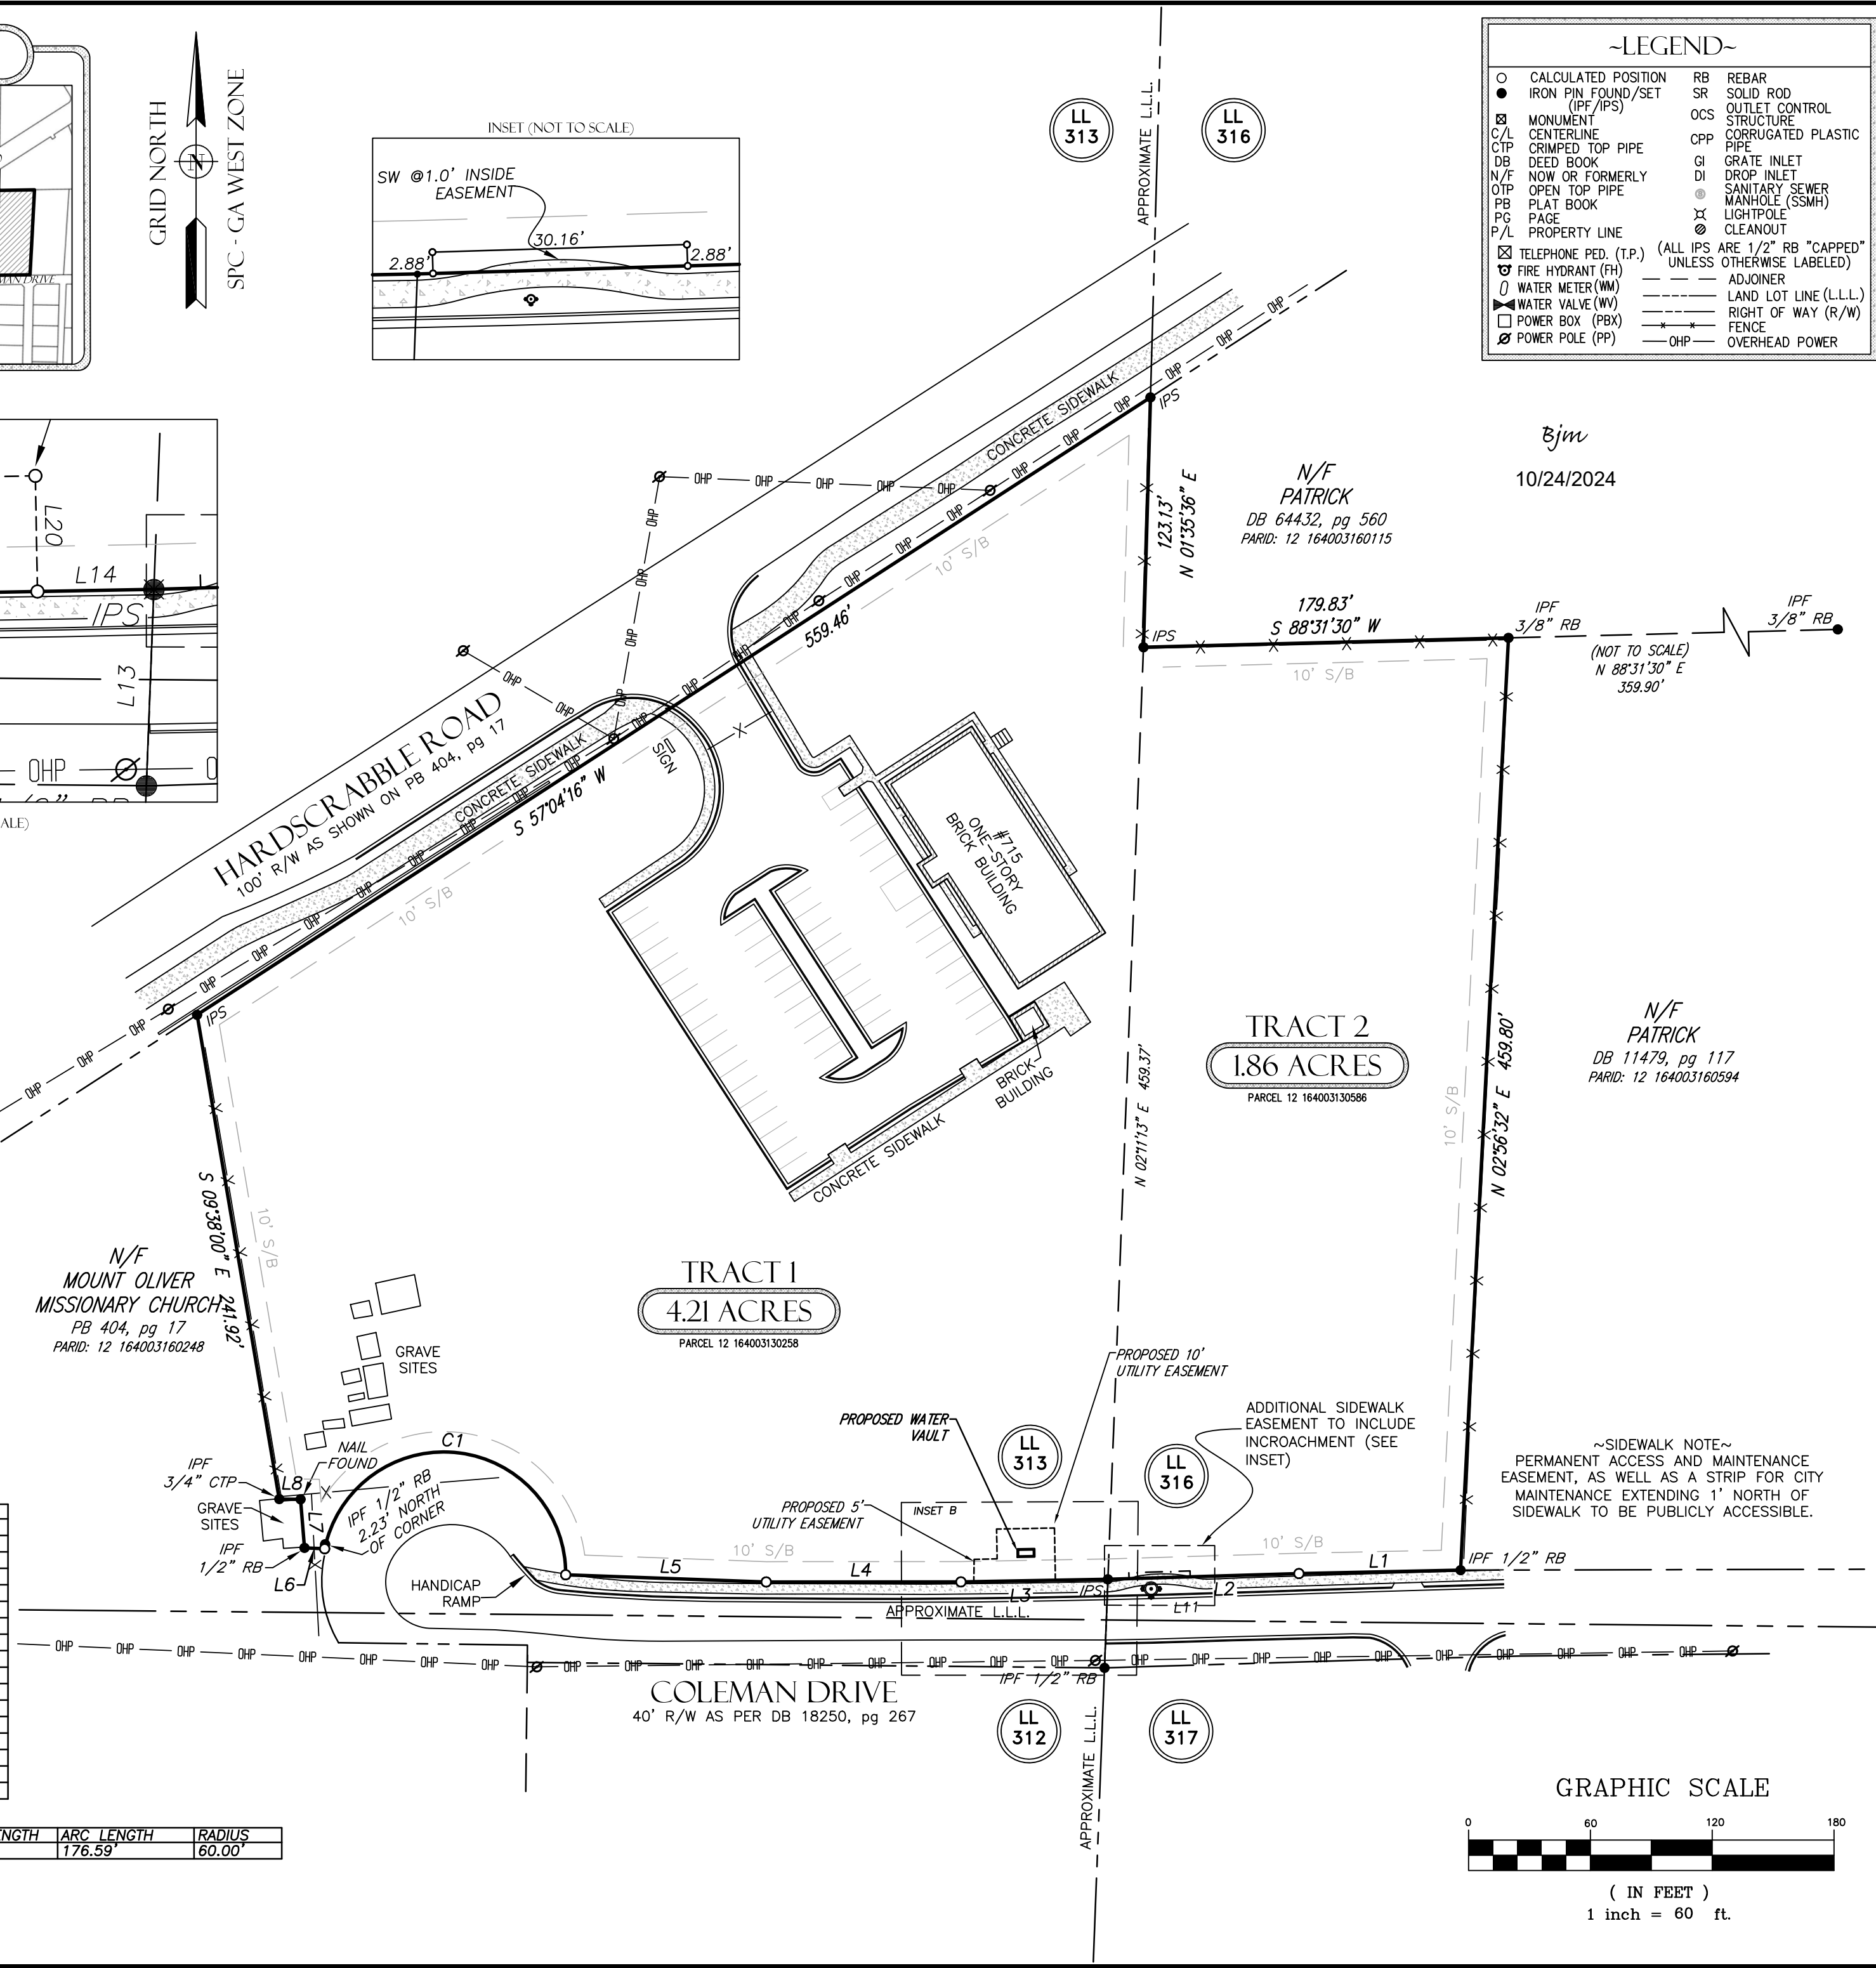 MAN DRIVE
GRID NORTH
SPC - GA WEST ZONE
N
INSET (NOT TO SCALE)
SW @1.0' INSIDE
EASEMENT
30.16'
2.88'
2.88'
LL
313
LL
316
APPROXIMATE L.L.L.
~LEGEND~
CALCULATED POSITION
IRON PIN FOUND/SET
(IPF/IPS)
MONUMENT
C/L CENTERLINE
CTP CRIMPED TOP PIPE
DB DEED BOOK
N/F NOW OR FORMERLY
OTP OPEN TOP PIPE
PB PLAT BOOK
PG PAGE
P/L PROPERTY LINE
TELEPHONE PED. (T.P.)
FIRE HYDRANT (FH)
WATER METER (WM)
WATER VALVE (WV)
POWER BOX (PBX)
POWER POLE (PP)
RB REBAR
SR SOLID ROD
OCS OUTLET CONTROL
STRUCTURE
CPP CORRUGATED PLASTIC
PIPE
GI GRATE INLET
DI DROP INLET
SANITARY SEWER
MANHOLE (SSMH)
LIGHTPOLE
CLEANOUT
(ALL IPS ARE 1/2" RB "CAPPED"
UNLESS OTHERWISE LABELED)
ADJOINER
LAND LOT LINE (L.L.L.)
RIGHT OF WAY (R/W)
FENCE
OHP OVERHEAD POWER
Bjm
10/24/2024
L20
L14
IPS
L13
OHP
ALE)
HARDSCRABBLE ROAD
100' R/W AS SHOWN ON PB 404, pg 17
CONCRETE SIDEWALK
CONCRETE SIDEWALK
OHP
S 57°04'16" W
559.46'
10' S/B
10' S/B
SIGN
IPS
123.13'
N 01°35'36" E
N/F
PATRICK
DB 64432, pg 560
PARID: 12 164003160115
IPS
179.83'
S 88°31'30" W
10' S/B
IPF
3/8" RB
(NOT TO SCALE)
N 88°31'30" E
359.90'
IPF
3/8" RB
#715
ONE-STORY
BRICK BUILDING
BRICK
BUILDING
CONCRETE SIDEWALK
N 02°11'13" E 459.37'
TRACT 2
1.86 ACRES
PARCEL 12 164003130586
10' S/B
N 02°56'32" E 459.80'
N/F
PATRICK
DB 11479, pg 117
PARID: 12 164003160594
IPS
S 09°38'00" E 241.92'
10' S/B
N/F
MOUNT OLIVER
MISSIONARY CHURCH
PB 404, pg 17
PARID: 12 164003160248
TRACT 1
4.21 ACRES
PARCEL 12 164003130258
GRAVE
SITES
C1
NAIL
FOUND
IPF
3/4" CTP
L8
GRAVE
SITES
L7
IPF 1/2" RB
2.23' NORTH
OF CORNER
IPF
1/2" RB
L6
HANDICAP
RAMP
PROPOSED WATER
VAULT
PROPOSED 10'
UTILITY EASEMENT
PROPOSED 5'
UTILITY EASEMENT
INSET B
LL
313
LL
316
ADDITIONAL SIDEWALK
EASEMENT TO INCLUDE
INCROACHMENT (SEE
INSET)
~SIDEWALK NOTE~
PERMANENT ACCESS AND MAINTENANCE
EASEMENT, AS WELL AS A STRIP FOR CITY
MAINTENANCE EXTENDING 1' NORTH OF
SIDEWALK TO BE PUBLICLY ACCESSIBLE.
10' S/B
10' S/B
L5
L4
L3
IPS
L2
L11
L1
IPF 1/2" RB
APPROXIMATE L.L.L.
OHP
IPF 1/2" RB
COLEMAN DRIVE
40' R/W AS PER DB 18250, pg 267
LL
312
LL
317
APPROXIMATE L.L.L.
NGTH ARC LENGTH RADIUS
176.59' 60.00'
GRAPHIC SCALE
0 60 120 180
( IN FEET )
1 inch = 60 ft.